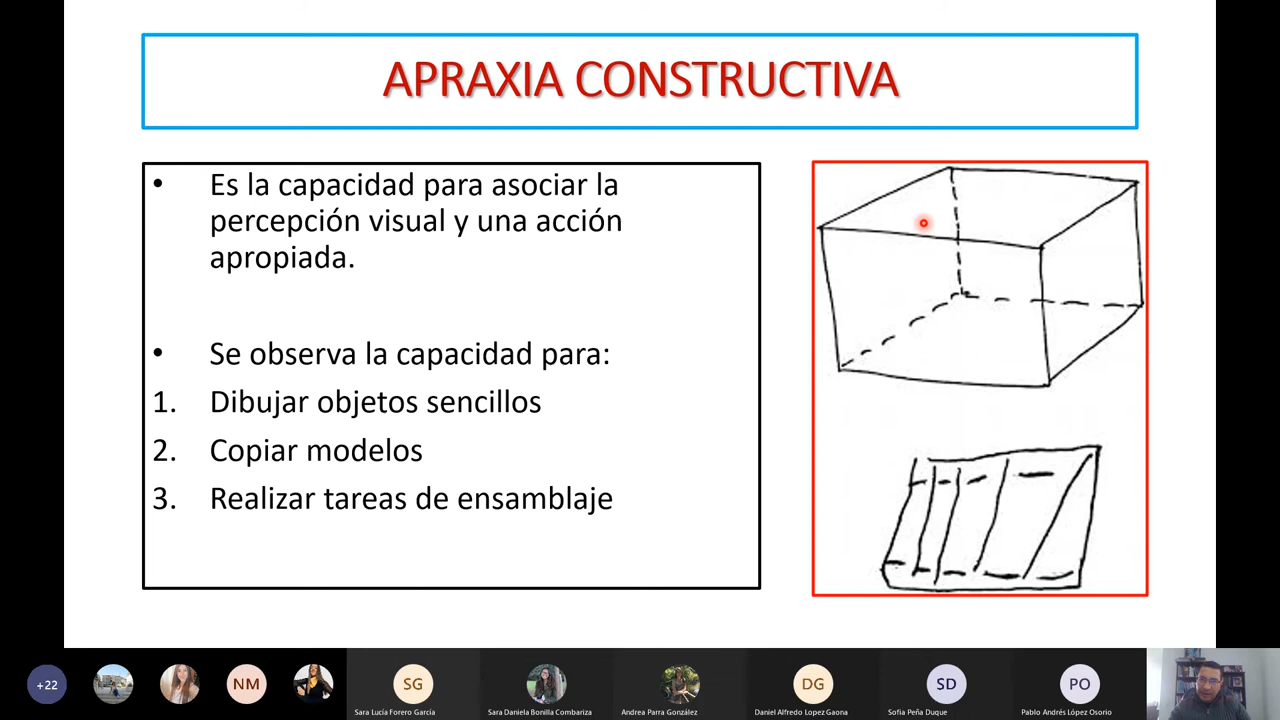 APRAXIA CONSTRUCTIVA
• Es la capacidad para asociar la
percepción visual y una acción
apropiada.
• Se observa la capacidad para:
1. Dibujar objetos sencillos
2. Copiar modelos
3. Realizar tareas de ensamblaje
+22
NM
SG
DG
SD
PO
Sara Lucía Forero García
Sara Daniela Bonilla Combariza
Andrea Parra González
Daniel Alfredo Lopez Gaona
Sofia Peña Duque
Pablo Andrés López Osorio